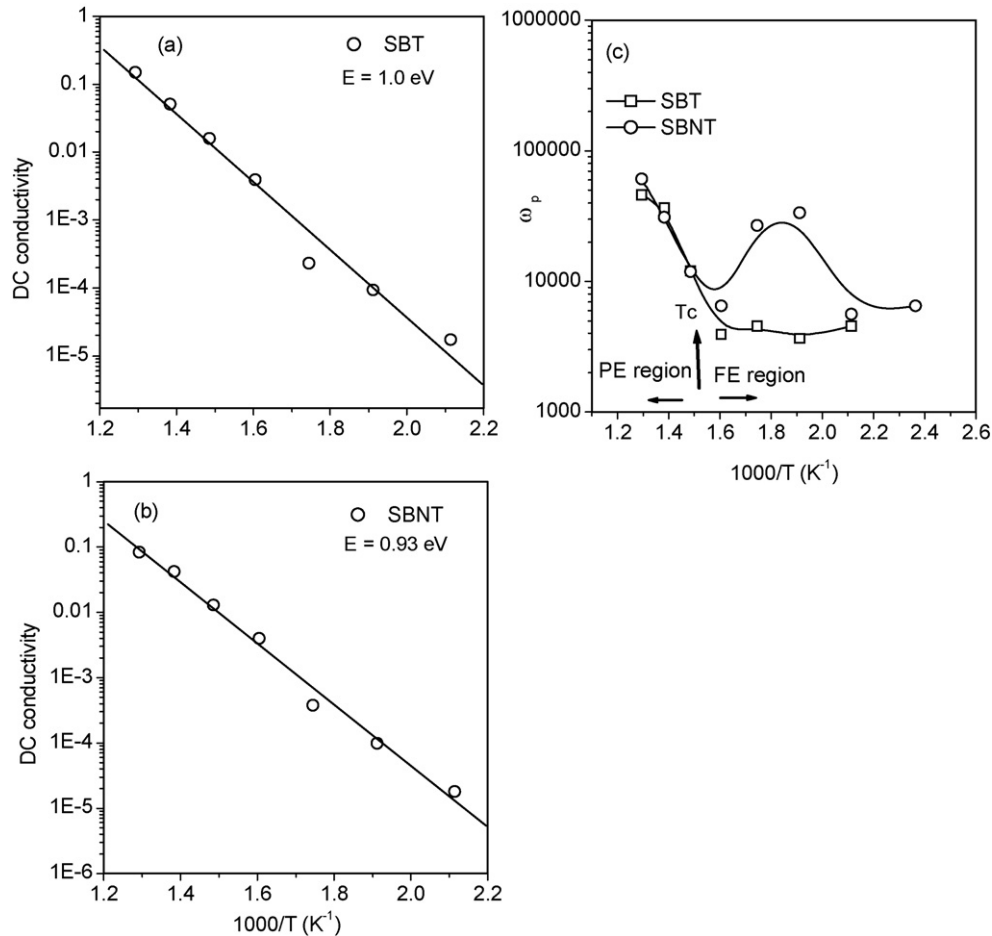 (a)
SBT
E = 1.0 eV
1
0.1
0.01
1E-3
1E-4
1E-5
DC conductivity
1.2 1.4 1.6 1.8 2.0 2.2
(b)
SBNT
E = 0.93 eV
1
0.1
0.01
1E-3
1E-4
1E-5
1E-6
DC conductivity
1.2 1.4 1.6 1.8 2.0 2.2
1000/T (K⁻¹)
(c)
SBT
SBNT
1000000
100000
10000
1000
ω p
Tc
PE region FE region
1.2 1.4 1.6 1.8 2.0 2.2 2.4 2.6
1000/T (K⁻¹)